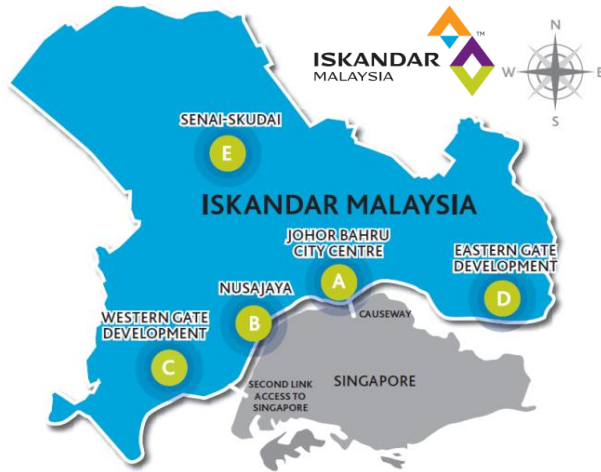 ISKANDAR
MALAYSIA
™
N
W
E
S
SENAI-SKUDAI
E
ISKANDAR MALAYSIA
JOHOR BAHRU
CITY CENTRE
A
EASTERN GATE
DEVELOPMENT
D
NUSAJAYA
B
CAUSEWAY
WESTERN GATE
DEVELOPMENT
C
SECOND LINK
ACCESS TO
SINGAPORE
SINGAPORE